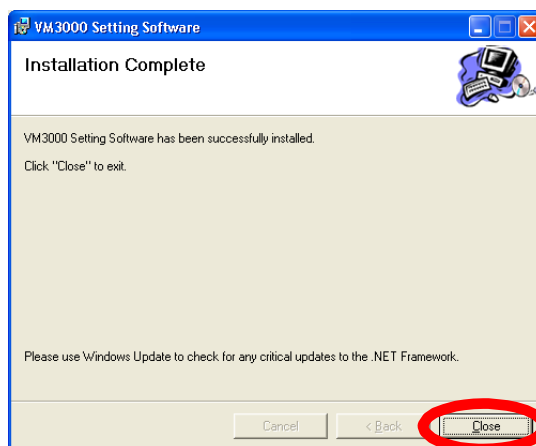 VM3000 Setting Software
Installation Complete
VM3000 Setting Software has been successfully installed.
Click "Close" to exit.
Please use Windows Update to check for any critical updates to the .NET Framework.
Cancel < Back Close